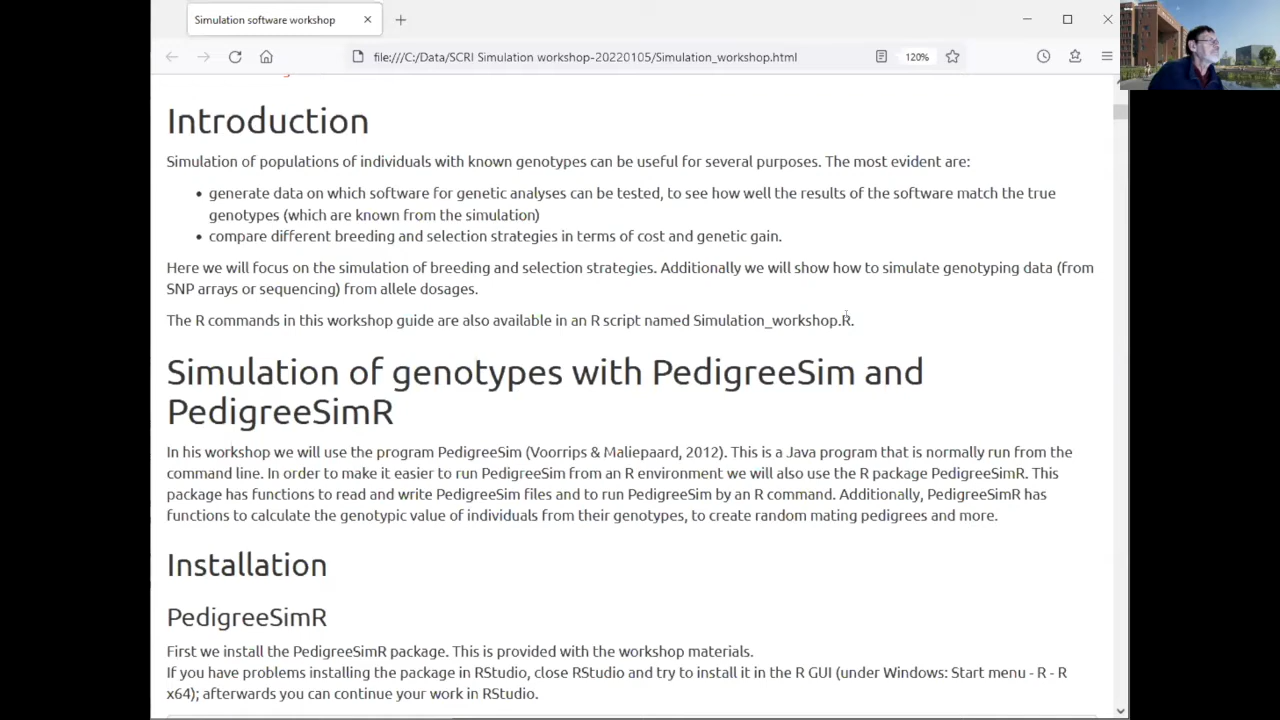 Simulation software workshop
file:///C:/Data/SCRI Simulation workshop-20220105/Simulation_workshop.html
120%
Introduction
Simulation of populations of individuals with known genotypes can be useful for several purposes. The most evident are:
• generate data on which software for genetic analyses can be tested, to see how well the results of the software match the true
genotypes (which are known from the simulation)
• compare different breeding and selection strategies in terms of cost and genetic gain.
Here we will focus on the simulation of breeding and selection strategies. Additionally we will show how to simulate genotyping data (from
SNP arrays or sequencing) from allele dosages.
The R commands in this workshop guide are also available in an R script named Simulation_workshop.R.
Simulation of genotypes with PedigreeSim and
PedigreeSimR
In his workshop we will use the program PedigreeSim (Voorrips & Maliepaard, 2012). This is a Java program that is normally run from the
command line. In order to make it easier to run PedigreeSim from an R environment we will also use the R package PedigreeSimR. This
package has functions to read and write PedigreeSim files and to run PedigreeSim by an R command. Additionally, PedigreeSimR has
functions to calculate the genotypic value of individuals from their genotypes, to create random mating pedigrees and more.
Installation
PedigreeSimR
First we install the PedigreeSimR package. This is provided with the workshop materials.
If you have problems installing the package in RStudio, close RStudio and try to install it in the R GUI (under Windows: Start menu - R - R
x64); afterwards you can continue your work in RStudio.